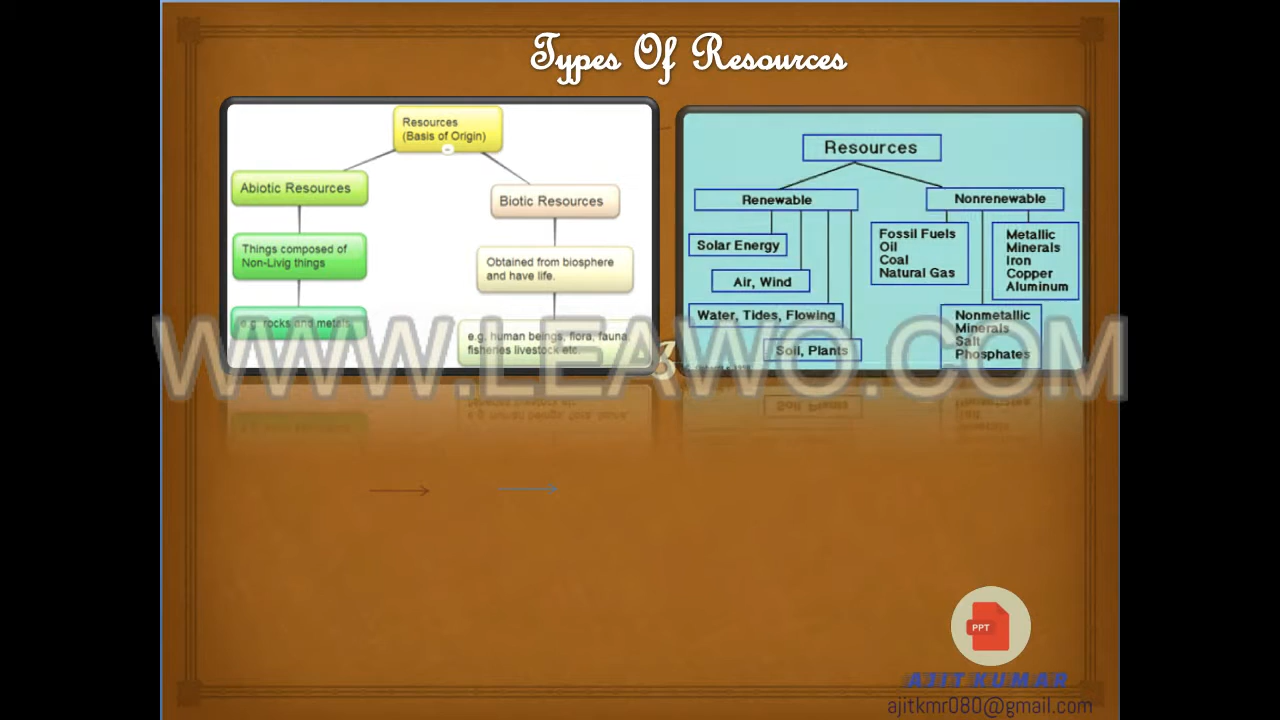 Types Of Resources
Resources
(Basis of Origin)
Abiotic Resources
Biotic Resources
Things composed of
Non-Livig things
Obtained from biosphere
and have life.
e.g. rocks and metals.
e.g. human beings, flora, fauna,
fisheries livestock etc.
Resources
Renewable
Nonrenewable
Solar Energy
Air, Wind
Water, Tides, Flowing
Soil, Plants
Fossil Fuels
Oil
Coal
Natural Gas
Metallic
Minerals
Iron
Copper
Aluminum
Nonmetallic
Minerals
Salt
Phosphates
WWW.LEAWO.COM
PPT
AJIT KUMAR
ajitkmr080@gmail.com